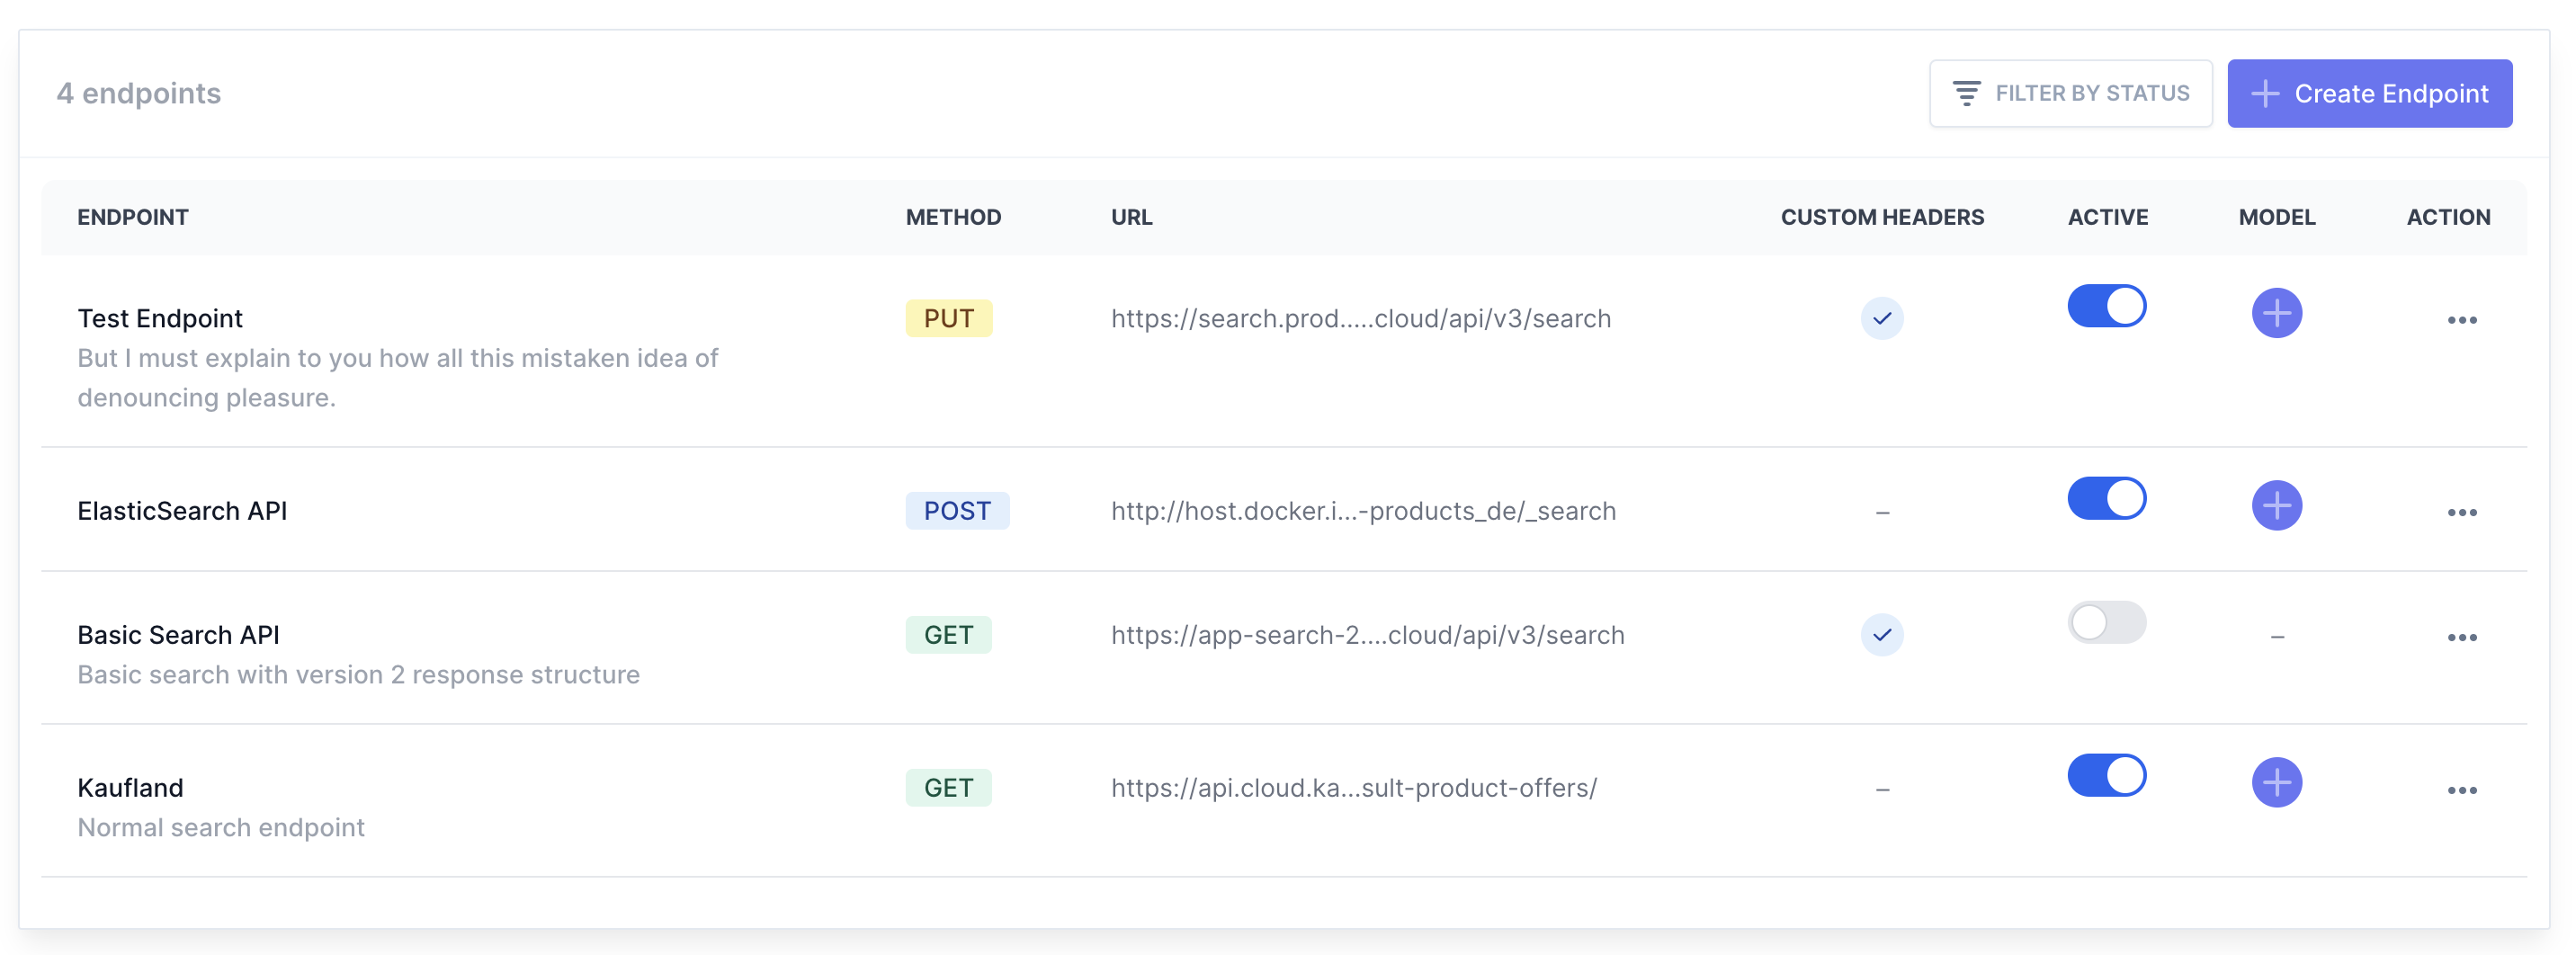 4 endpoints
FILTER BY STATUS
Create Endpoint
ENDPOINT METHOD URL CUSTOM HEADERS ACTIVE MODEL ACTION
Test Endpoint PUT https://search.prod.....cloud/api/v3/search
But I must explain to you how all this mistaken idea of
denouncing pleasure.
ElasticSearch API POST http://host.docker.i...-products_de/_search –
Basic Search API GET https://app-search-2....cloud/api/v3/search –
Basic search with version 2 response structure
Kaufland GET https://api.cloud.ka...sult-product-offers/ –
Normal search endpoint